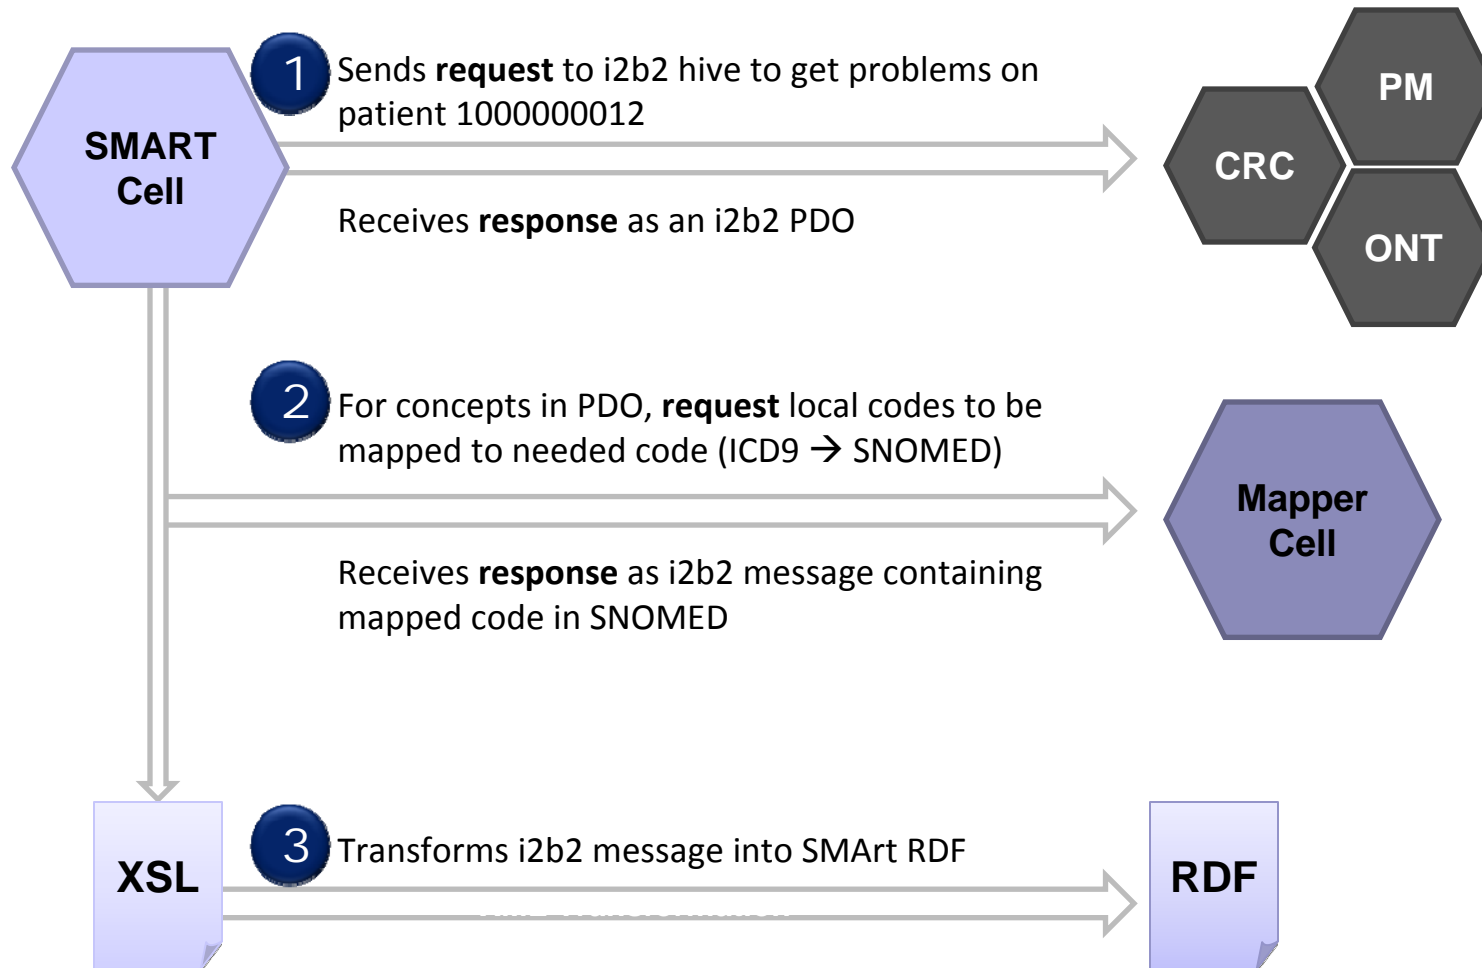 SMART
Cell
1
Sends request to i2b2 hive to get problems on
patient 1000000012
Receives response as an i2b2 PDO
PM
CRC
ONT
2
For concepts in PDO, request local codes to be
mapped to needed code (ICD9 → SNOMED)
Receives response as i2b2 message containing
mapped code in SNOMED
Mapper
Cell
XSL
3
Transforms i2b2 message into SMArt RDF
RDF